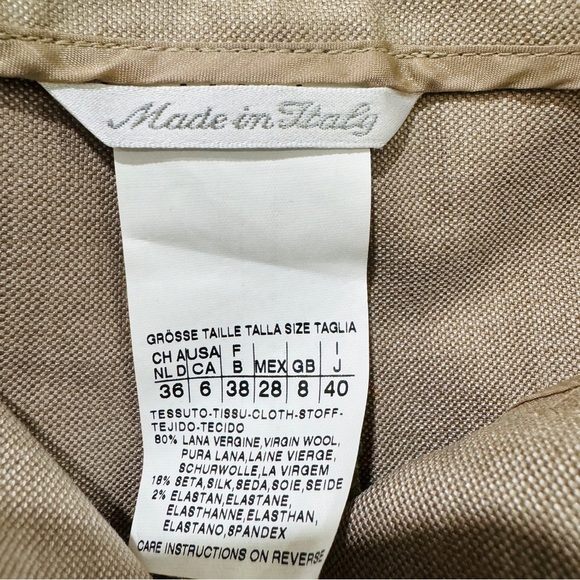 Made in Italy
GRÖSSE TAILLE TALLA SIZE TAGLIA
CH A USA F I
NL D CA B MEX GB J
36 6 38 28 8 40
TESSUTO-TISSU-CLOTH-STOFF-
TEJIDO-TECIDO
80% LANA VERGINE,VIRGIN WOOL,
PURA LANA,LAINE VIERGE,
SCHURWOLLE,LA VIRGEM
18% SETA,SILK,SEDA,SOIE,SEIDE
2% ELASTAN,ELASTANE,
ELASTHANNE,ELASTHAN,
ELASTANO,SPANDEX
CARE INSTRUCTIONS ON REVERSE